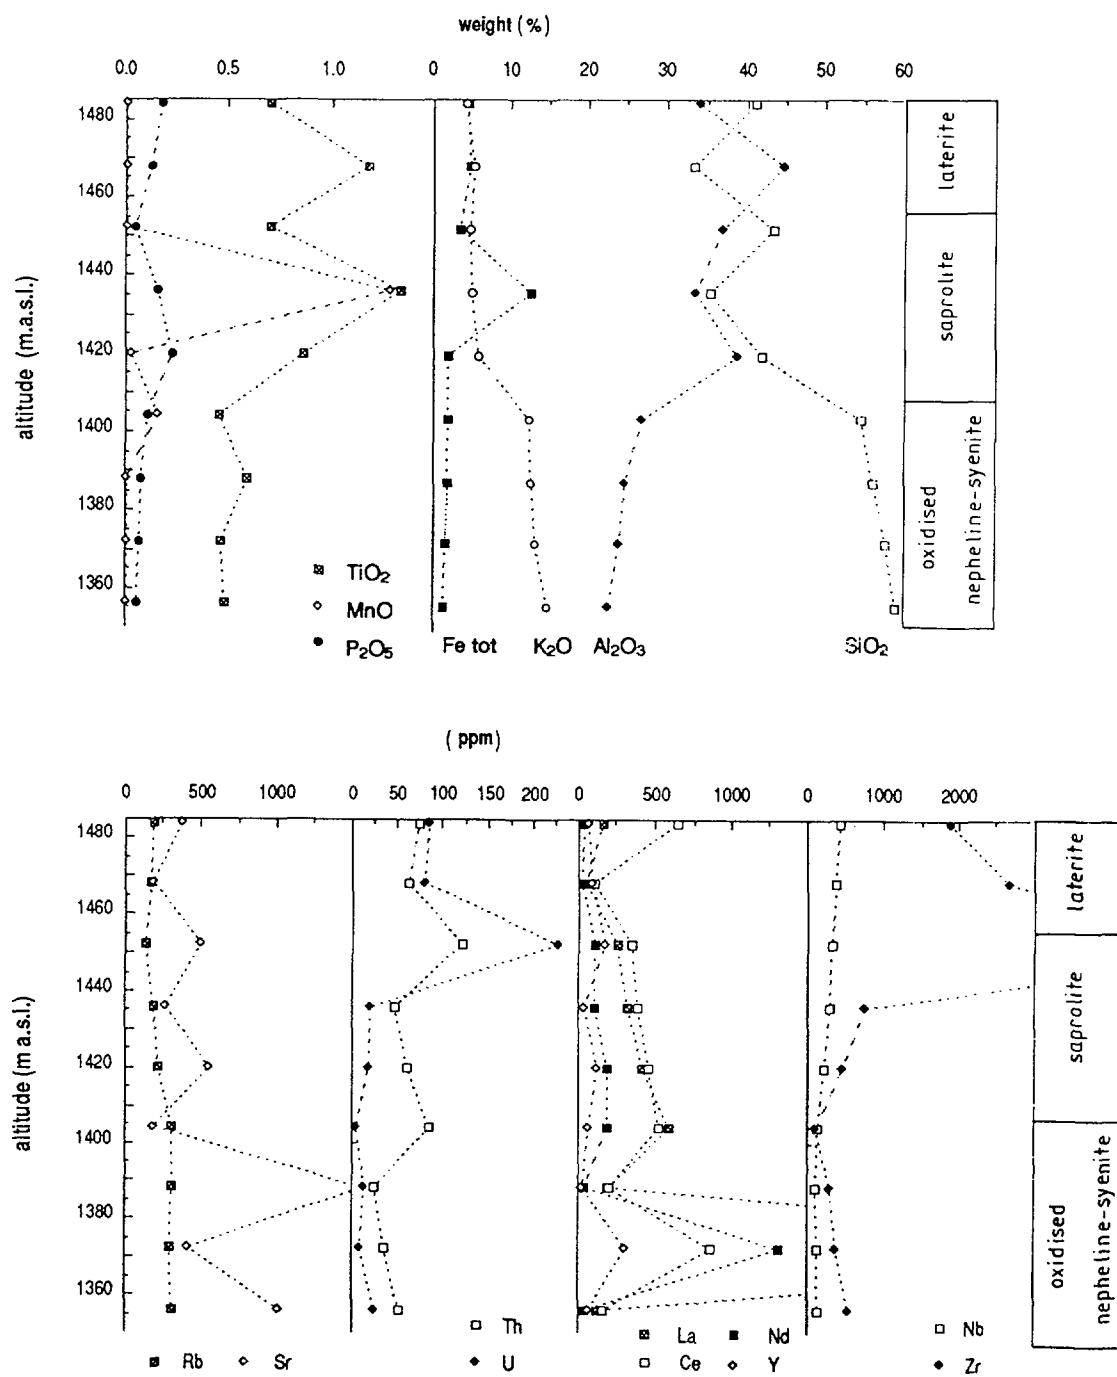 weight (%)
0.0 0.5 1.0 0 10 20 30 40 50 60
1480
1460
1440
1420
1400
1380
1360
altitude (m.a.s.l.)
laterite
saprolite
oxidised
nepheline-syenite
TiO₂
MnO
P₂O₅ Fe tot K₂O Al₂O₃ SiO₂
( ppm)
0 500 1000 0 50 100 150 200 0 500 1000 0 1000 2000
1480
1460
1440
1420
1400
1380
1360
altitude (m a.s.l.)
laterite
saprolite
oxidised
nepheline-syenite
Th La Nd Nb
Rb Sr U Ce Y Zr